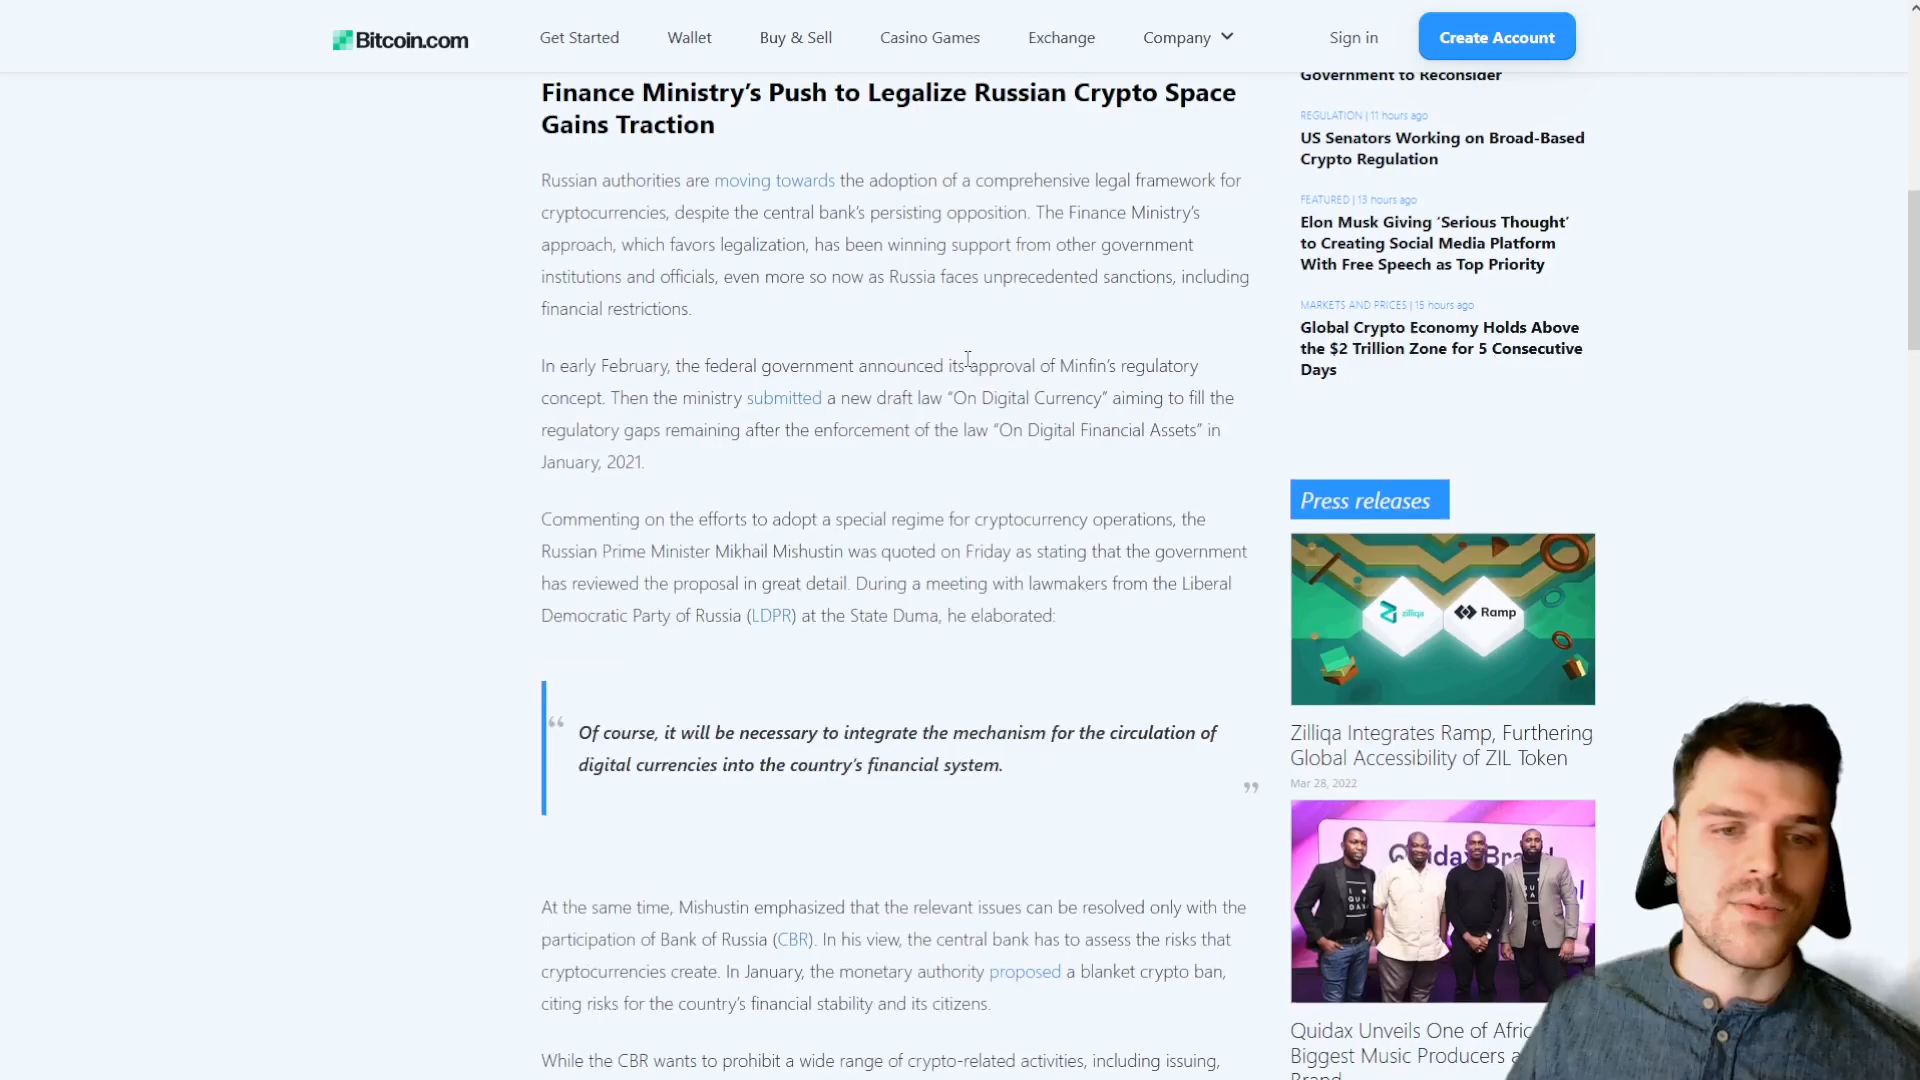 Bitcoin.com
Get Started
Wallet
Buy & Sell
Casino Games
Exchange
Company
Sign in
Create Account
Finance Ministry’s Push to Legalize Russian Crypto Space
Gains Traction
Russian authorities are moving towards the adoption of a comprehensive legal framework for
cryptocurrencies, despite the central bank’s persisting opposition. The Finance Ministry’s
approach, which favors legalization, has been winning support from other government
institutions and officials, even more so now as Russia faces unprecedented sanctions, including
financial restrictions.
In early February, the federal government announced its approval of Minfin’s regulatory
concept. Then the ministry submitted a new draft law “On Digital Currency” aiming to fill the
regulatory gaps remaining after the enforcement of the law “On Digital Financial Assets” in
January, 2021.
Commenting on the efforts to adopt a special regime for cryptocurrency operations, the
Russian Prime Minister Mikhail Mishustin was quoted on Friday as stating that the government
has reviewed the proposal in great detail. During a meeting with lawmakers from the Liberal
Democratic Party of Russia (LDPR) at the State Duma, he elaborated:
“
Of course, it will be necessary to integrate the mechanism for the circulation of
digital currencies into the country’s financial system.
”
At the same time, Mishustin emphasized that the relevant issues can be resolved only with the
participation of Bank of Russia (CBR). In his view, the central bank has to assess the risks that
cryptocurrencies create. In January, the monetary authority proposed a blanket crypto ban,
citing risks for the country’s financial stability and its citizens.
While the CBR wants to prohibit a wide range of crypto-related activities, including issuing,
Government to Reconsider
REGULATION | 11 hours ago
US Senators Working on Broad-Based
Crypto Regulation
FEATURED | 13 hours ago
Elon Musk Giving ‘Serious Thought’
to Creating Social Media Platform
With Free Speech as Top Priority
MARKETS AND PRICES | 15 hours ago
Global Crypto Economy Holds Above
the $2 Trillion Zone for 5 Consecutive
Days
Press releases
zilliqa
Ramp
Zilliqa Integrates Ramp, Furthering
Global Accessibility of ZIL Token
Mar 28, 2022
Quidax Unveils One of
Biggest Music Producers